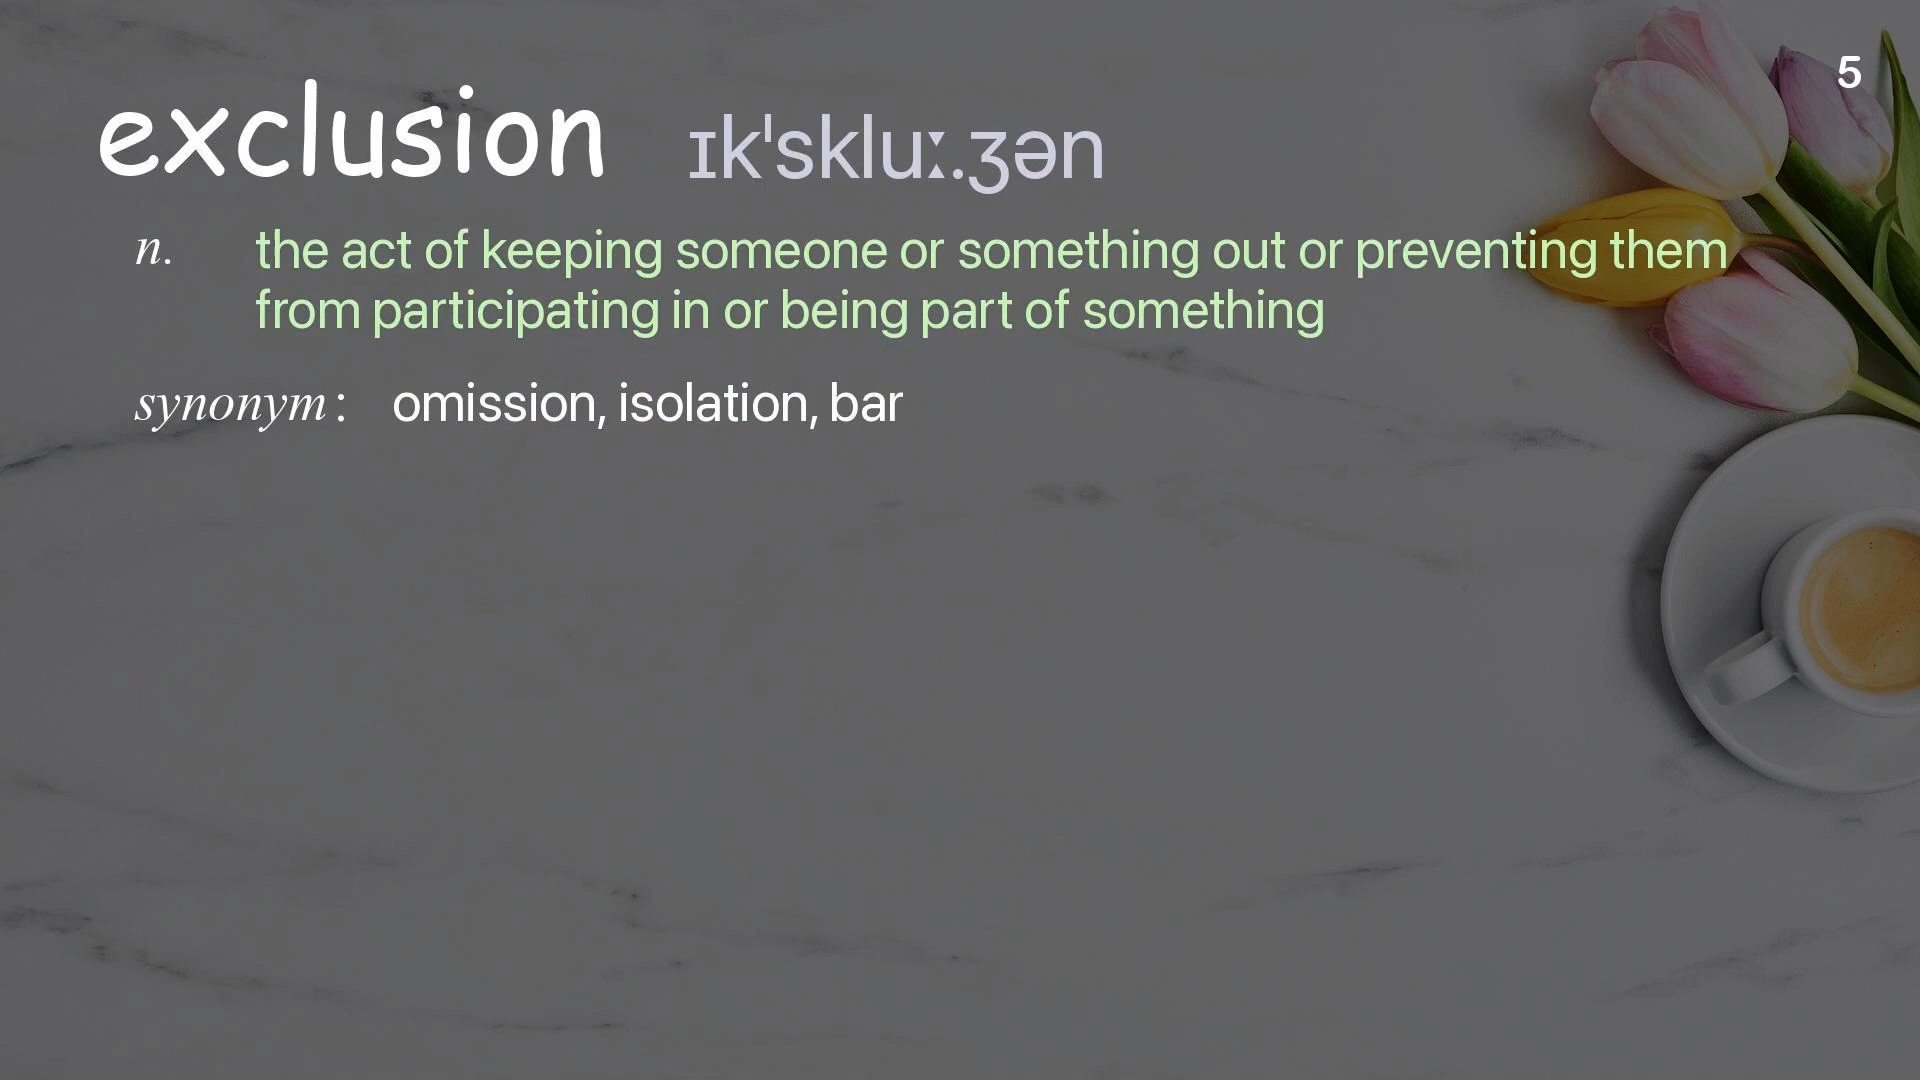 5
exclusion ɪkˈskluː.ʒən
n. the act of keeping someone or something out or preventing them
from participating in or being part of something
synonym: omission, isolation, bar